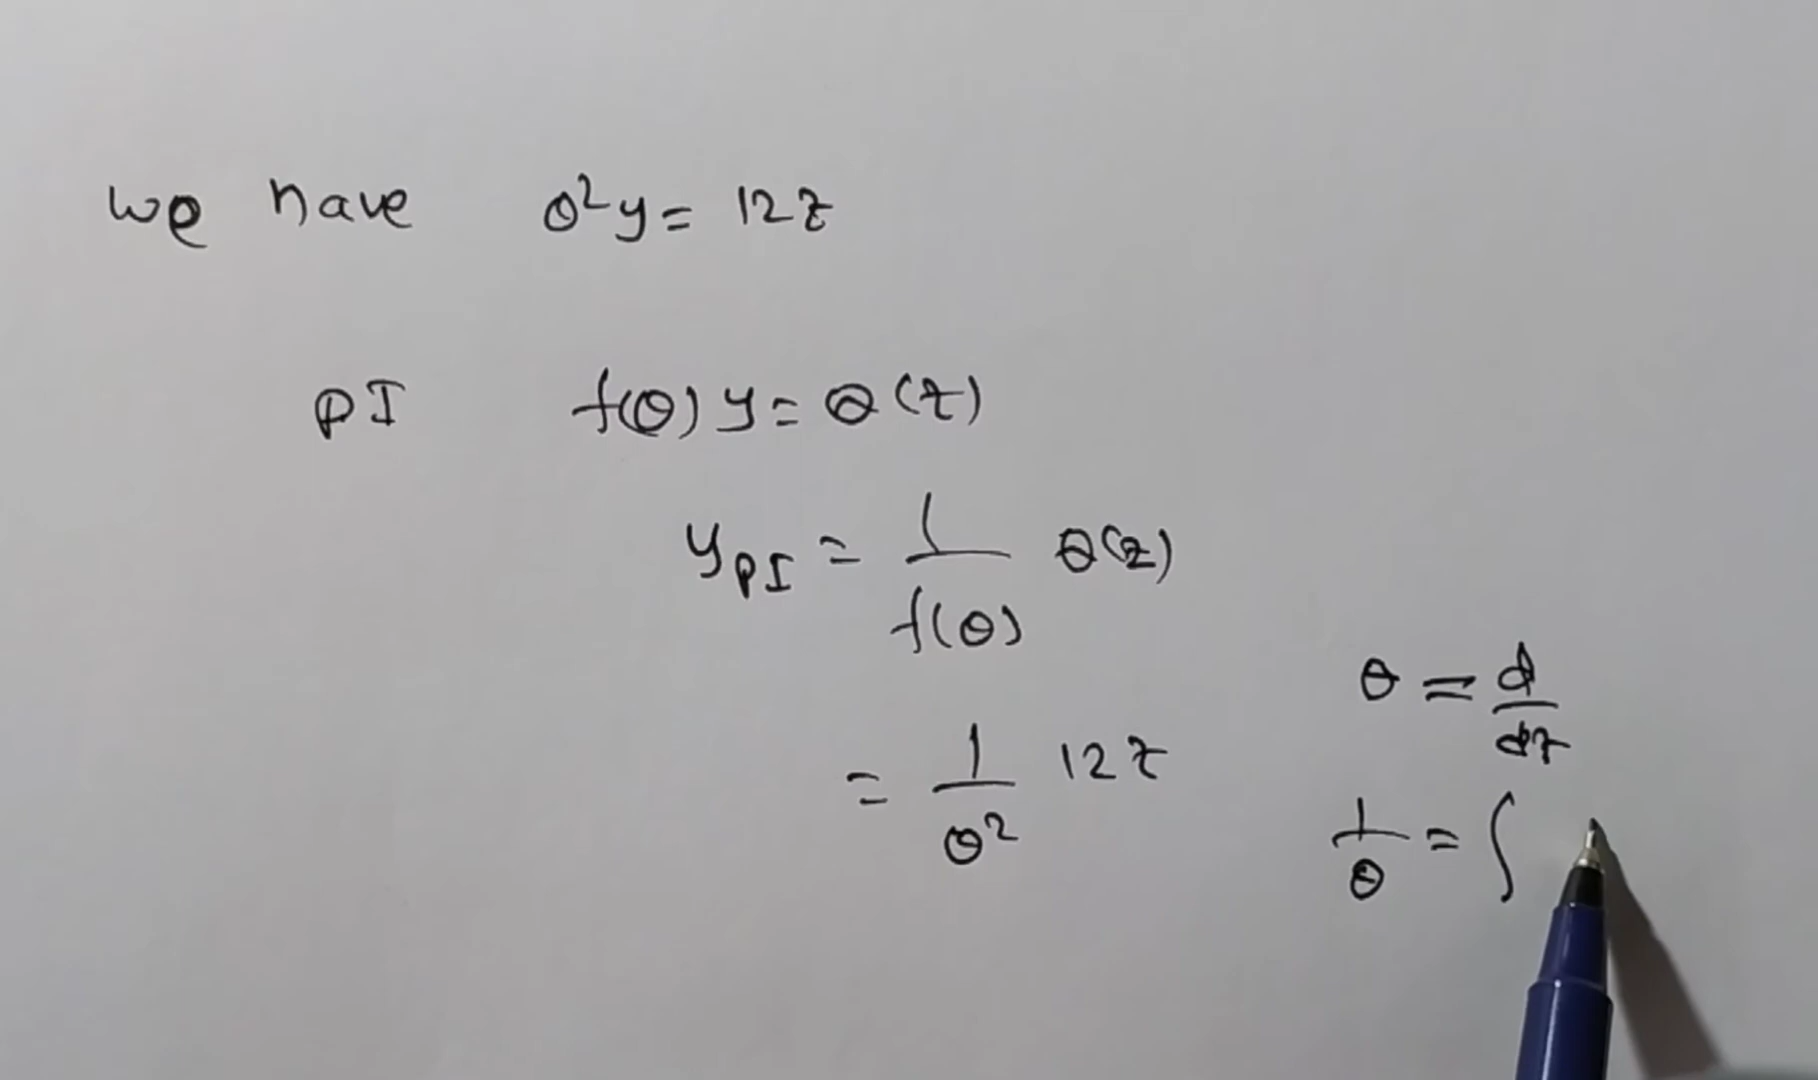 we have θ²y = 12z
PI f(θ) y = Q(z)
y_PI = 1/f(θ) Q(z)
= 1/θ² 12z
θ = d/dz
1/θ = ∫